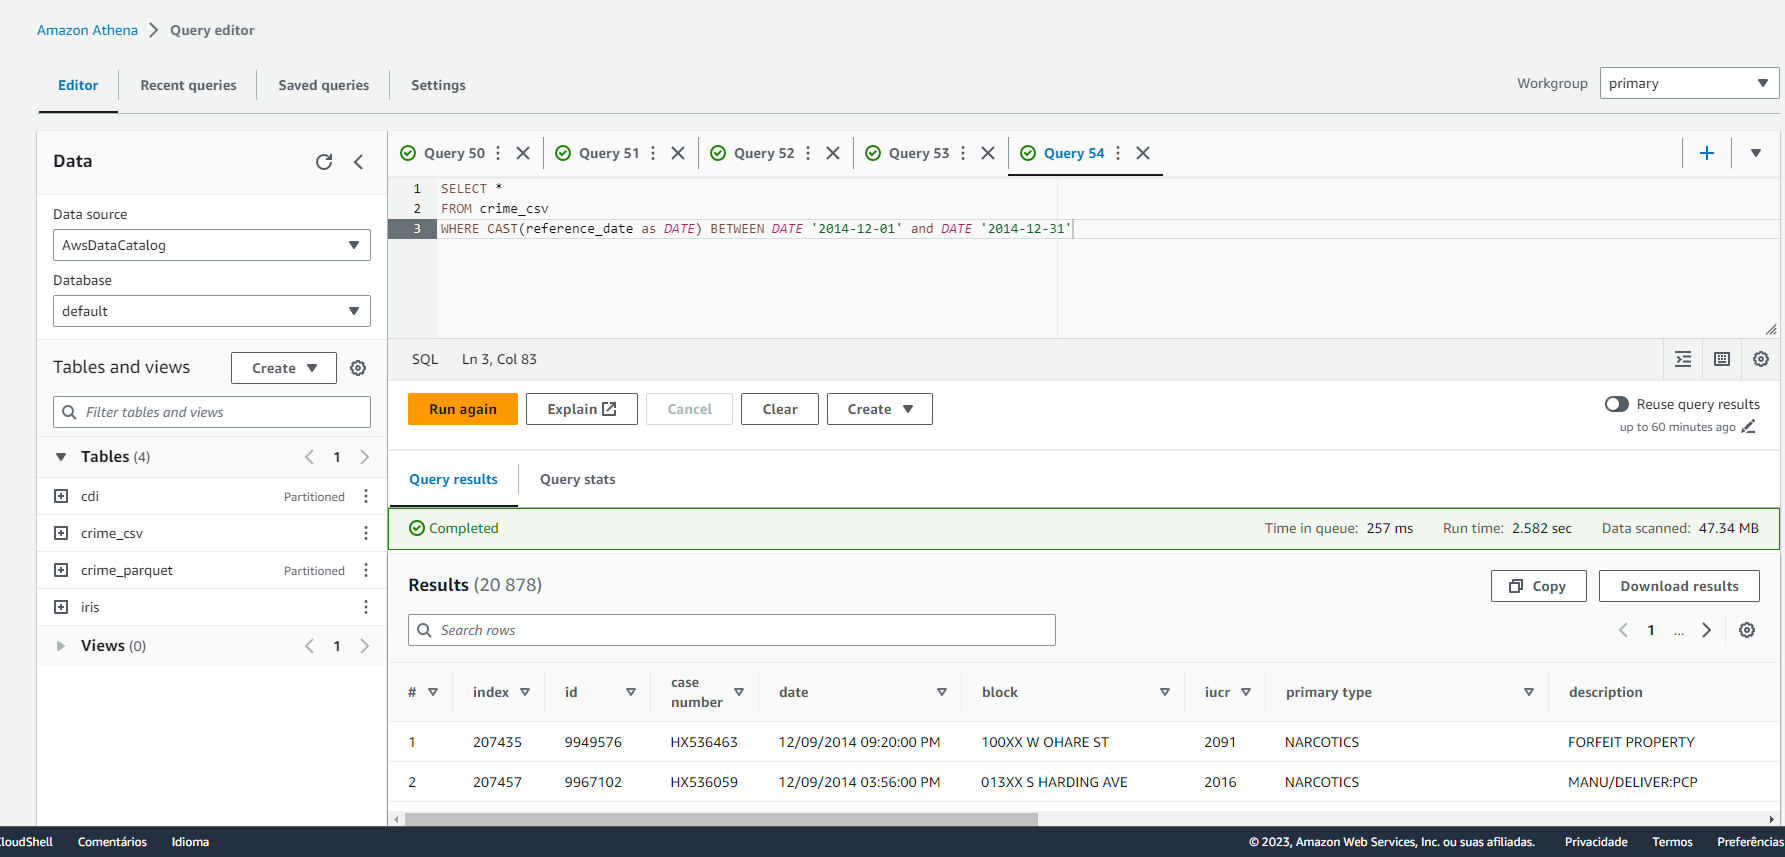 Amazon Athena > Query editor
Editor Recent queries Saved queries Settings
Workgroup primary
Data
Data source
AwsDataCatalog
Database
default
Tables and views Create
Filter tables and views
Tables (4) 1
cdi Partitioned
crime_csv
crime_parquet Partitioned
iris
Views (0) 1
Query 50 Query 51 Query 52 Query 53 Query 54
1 SELECT *
2 FROM crime_csv
3 WHERE CAST(reference_date as DATE) BETWEEN DATE '2014-12-01' and DATE '2014-12-31'
SQL Ln 3, Col 83
Run again Explain Cancel Clear Create
Reuse query results
up to 60 minutes ago
Query results Query stats
Completed Time in queue: 257 ms Run time: 2.582 sec Data scanned: 47.34 MB
Results (20 878) Copy Download results
Search rows 1 ...
# index id case number date block iucr primary type description
1 207435 9949576 HX536463 12/09/2014 09:20:00 PM 100XX W OHARE ST 2091 NARCOTICS FORFEIT PROPERTY
2 207457 9967102 HX536059 12/09/2014 03:56:00 PM 013XX S HARDING AVE 2016 NARCOTICS MANU/DELIVER:PCP
CloudShell Comentários Idioma © 2023, Amazon Web Services, Inc. ou suas afiliadas. Privacidade Termos Preferências